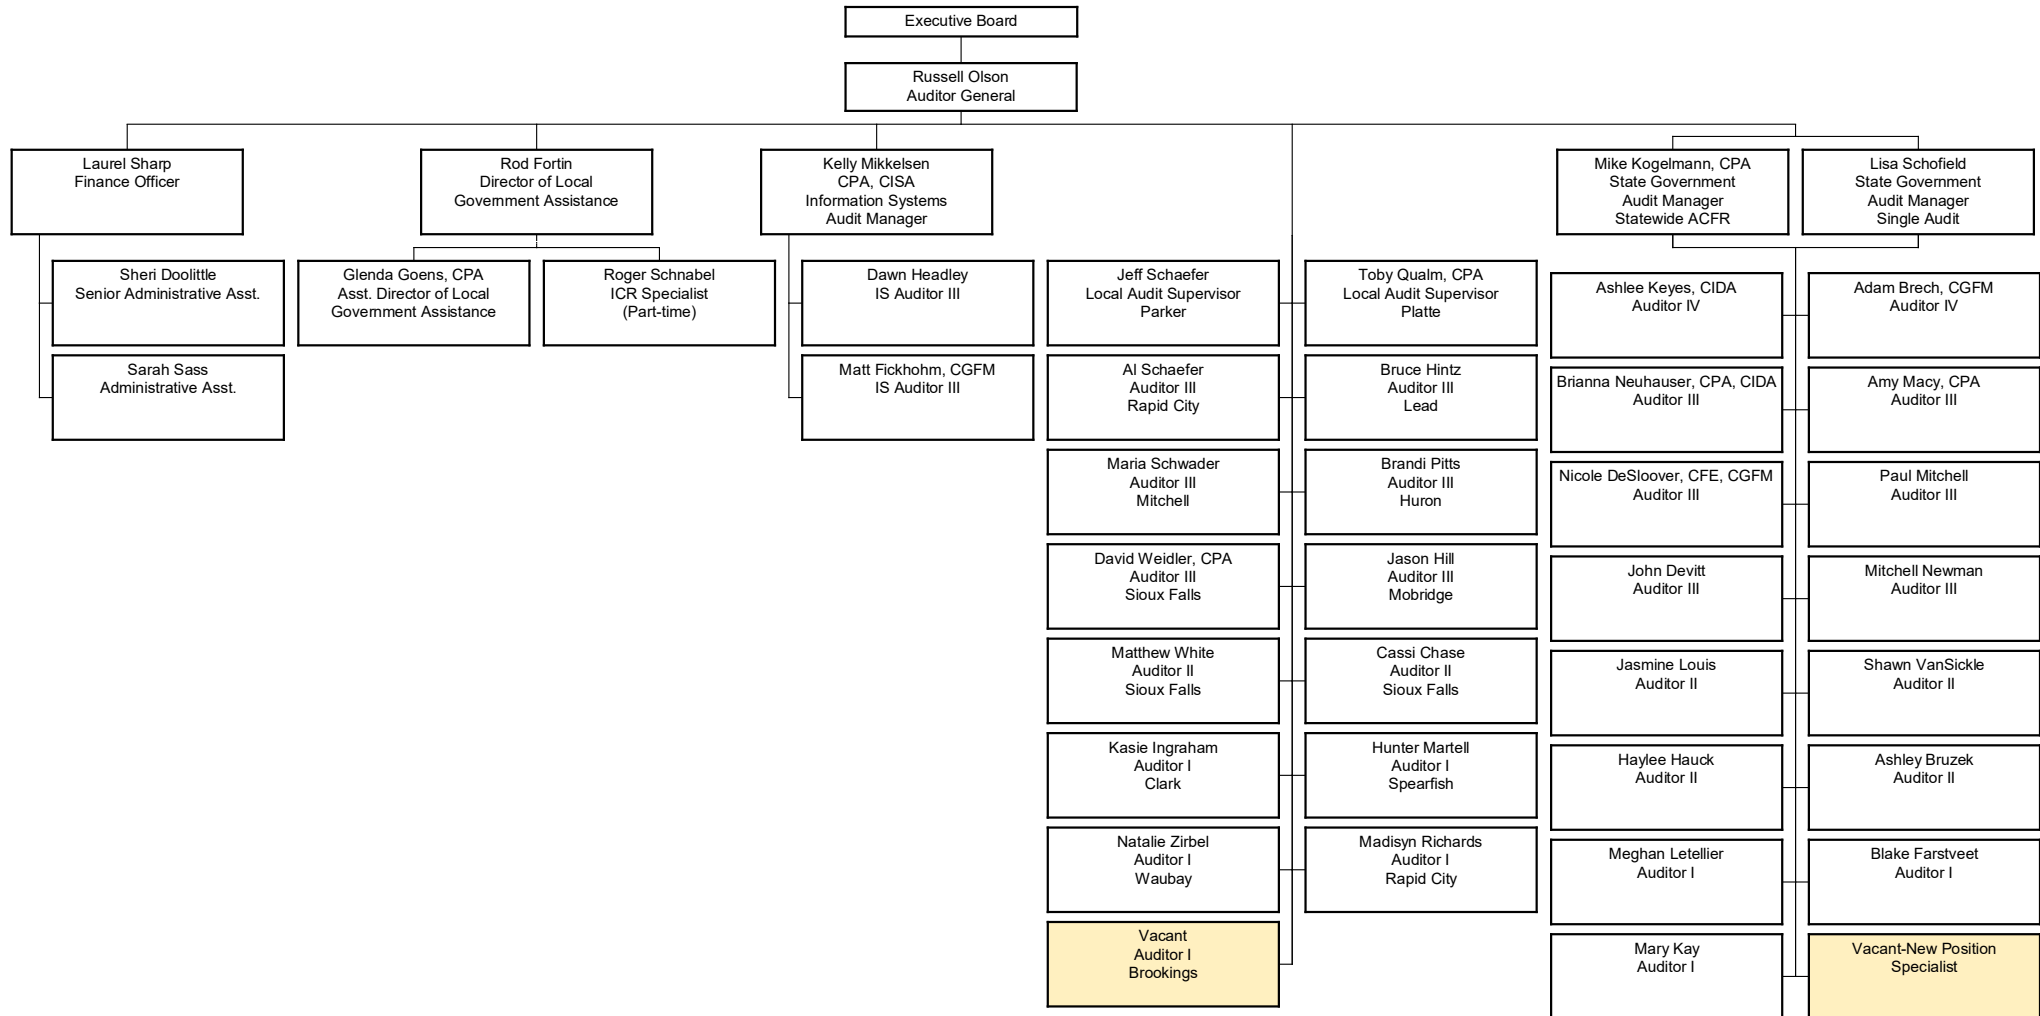 Executive Board
Russell Olson
Auditor General
Laurel Sharp
Finance Officer
Rod Fortin
Director of Local
Government Assistance
Kelly Mikkelsen
CPA, CISA
Information Systems
Audit Manager
Mike Kogelmann, CPA
State Government
Audit Manager
Statewide ACFR
Lisa Schofield
State Government
Audit Manager
Single Audit
Sheri Doolittle
Senior Administrative Asst.
Sarah Sass
Administrative Asst.
Glenda Goens, CPA
Asst. Director of Local
Government Assistance
Roger Schnabel
ICR Specialist
(Part-time)
Dawn Headley
IS Auditor III
Matt Fickhohm, CGFM
IS Auditor III
Jeff Schaefer
Local Audit Supervisor
Parker
Toby Qualm, CPA
Local Audit Supervisor
Platte
Al Schaefer
Auditor III
Rapid City
Bruce Hintz
Auditor III
Lead
Maria Schwader
Auditor III
Mitchell
Brandi Pitts
Auditor III
Huron
David Weidler, CPA
Auditor III
Sioux Falls
Jason Hill
Auditor III
Mobridge
Matthew White
Auditor II
Sioux Falls
Cassi Chase
Auditor II
Sioux Falls
Kasie Ingraham
Auditor I
Clark
Hunter Martell
Auditor I
Spearfish
Natalie Zirbel
Auditor I
Waubay
Madisyn Richards
Auditor I
Rapid City
Vacant
Auditor I
Brookings
Ashlee Keyes, CIDA
Auditor IV
Adam Brech, CGFM
Auditor IV
Brianna Neuhauser, CPA, CIDA
Auditor III
Amy Macy, CPA
Auditor III
Nicole DeSloover, CFE, CGFM
Auditor III
Paul Mitchell
Auditor III
John Devitt
Auditor III
Mitchell Newman
Auditor III
Jasmine Louis
Auditor II
Shawn VanSickle
Auditor II
Haylee Hauck
Auditor II
Ashley Bruzek
Auditor II
Meghan Letellier
Auditor I
Blake Farstveet
Auditor I
Mary Kay
Auditor I
Vacant-New Position
Specialist